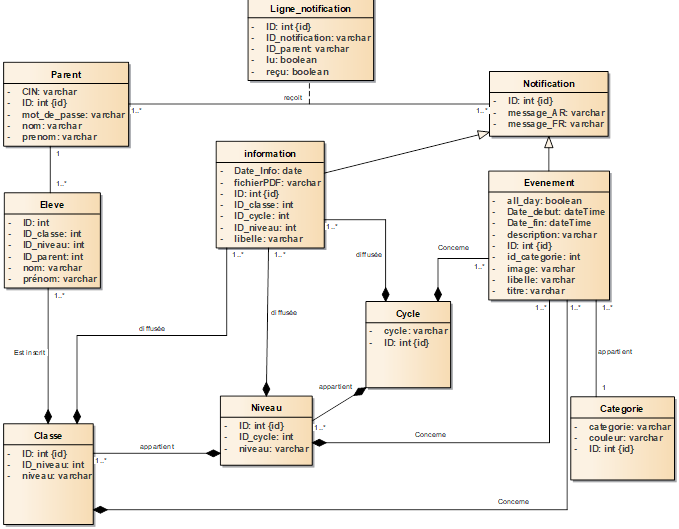 Ligne_notification
- ID: int {id}
- ID_notification: varchar
- ID_parent: varchar
- lu: boolean
- reçu: boolean
Parent
- CIN: varchar
- ID: int {id}
- mot_de_passe: varchar
- nom: varchar
- prenom: varchar
reçoit
1..*
1..*
Notification
- ID: int {id}
- message_AR: varchar
- message_FR: varchar
1
1..*
information
- Date_Info: date
- fichierPDF: varchar
- ID: int {id}
- ID_classe: int
- ID_cycle: int
- ID_niveau: int
- libelle: varchar
Evenement
- all_day: boolean
- Date_debut: dateTime
- Date_fin: dateTime
- description: varchar
- ID: int {id}
- id_categorie: int
- image: varchar
- libelle: varchar
- titre: varchar
Eleve
- ID: int
- ID_classe: int
- ID_niveau: int
- ID_parent: int
- nom: varchar
- prénom: varchar
1..*
1..*
1..*
1..*
diffusée
Concerne
1..*
1..*
1..*
1..*
Cycle
- cycle: varchar
- ID: int {id}
diffusée
diffusée
Est inscrit
appartient
1
appartient
1..*
Niveau
- ID: int {id}
- ID_cycle: int
- niveau: varchar
Categorie
- categorie: varchar
- couleur: varchar
- ID: int {id}
Classe
- ID: int {id}
- ID_niveau: int
- niveau: varchar
appartient
1..*
Concerne
Concerne